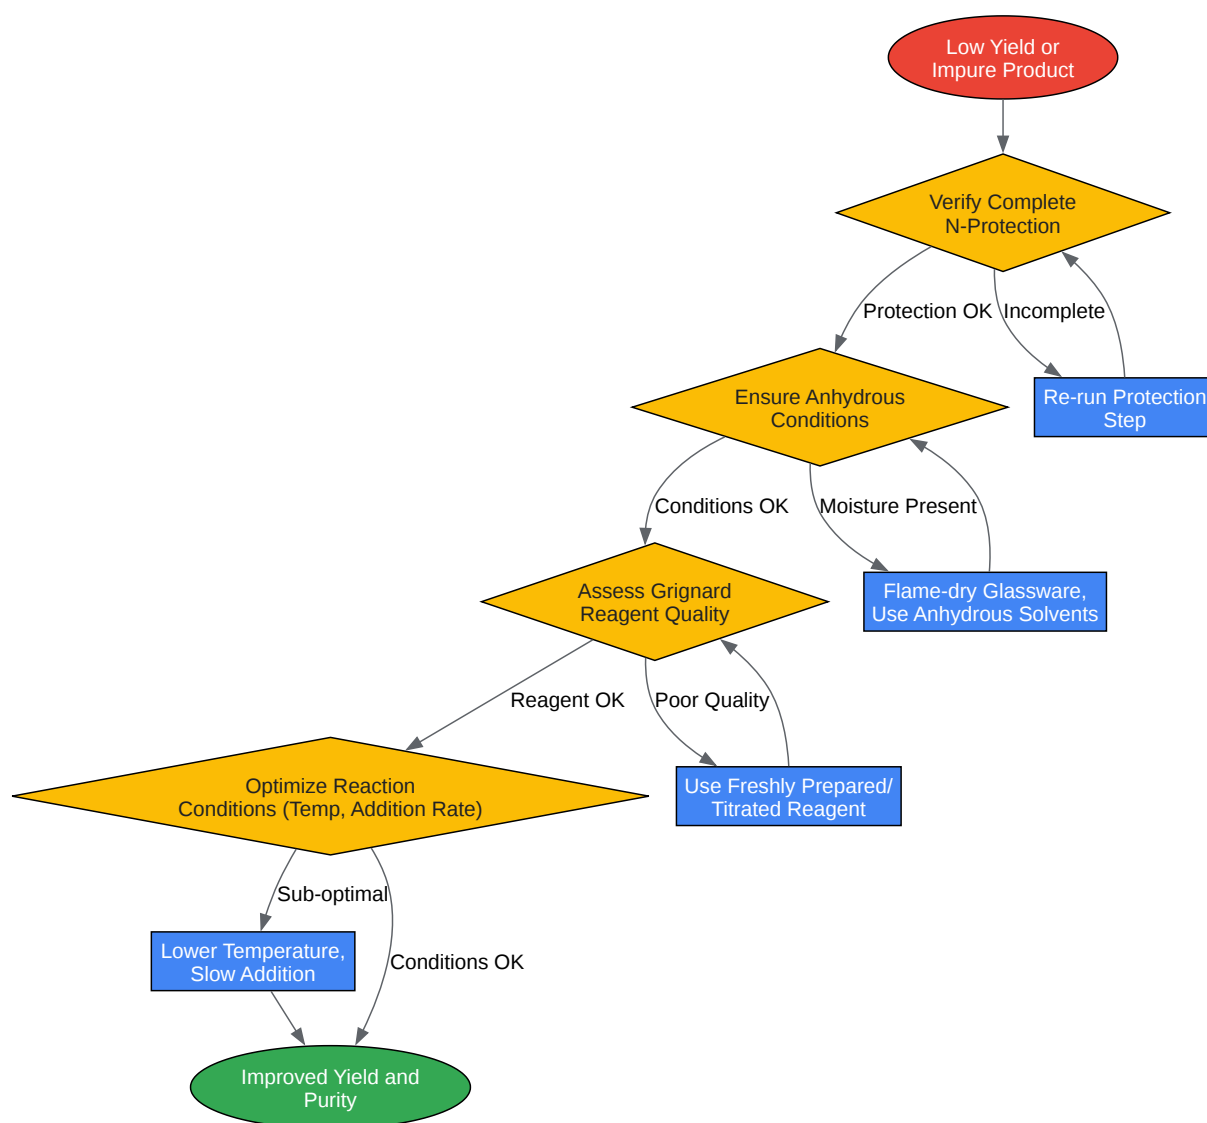 Low Yield or
Impure Product
Verify Complete
N-Protection
Protection OK
Incomplete
Ensure Anhydrous
Conditions
Re-run Protection
Step
Conditions OK
Moisture Present
Assess Grignard
Reagent Quality
Flame-dry Glassware,
Use Anhydrous Solvents
Reagent OK
Poor Quality
Optimize Reaction
Conditions (Temp, Addition Rate)
Use Freshly Prepared/
Titrated Reagent
Sub-optimal
Lower Temperature,
Slow Addition
Conditions OK
Improved Yield and
Purity